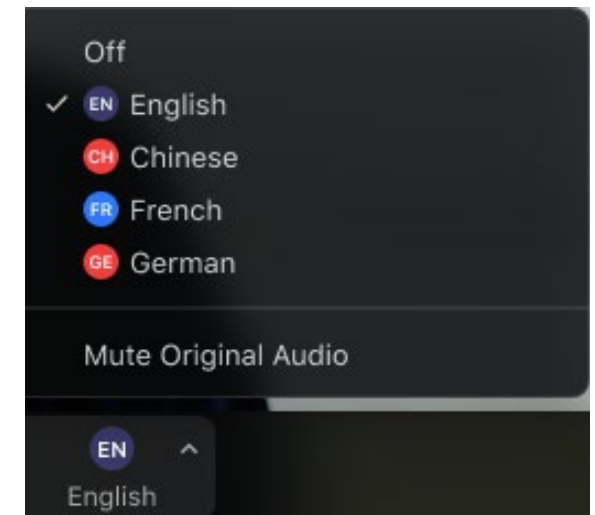 Off
EN English
CH Chinese
FR French
GE German
Mute Original Audio
EN
English